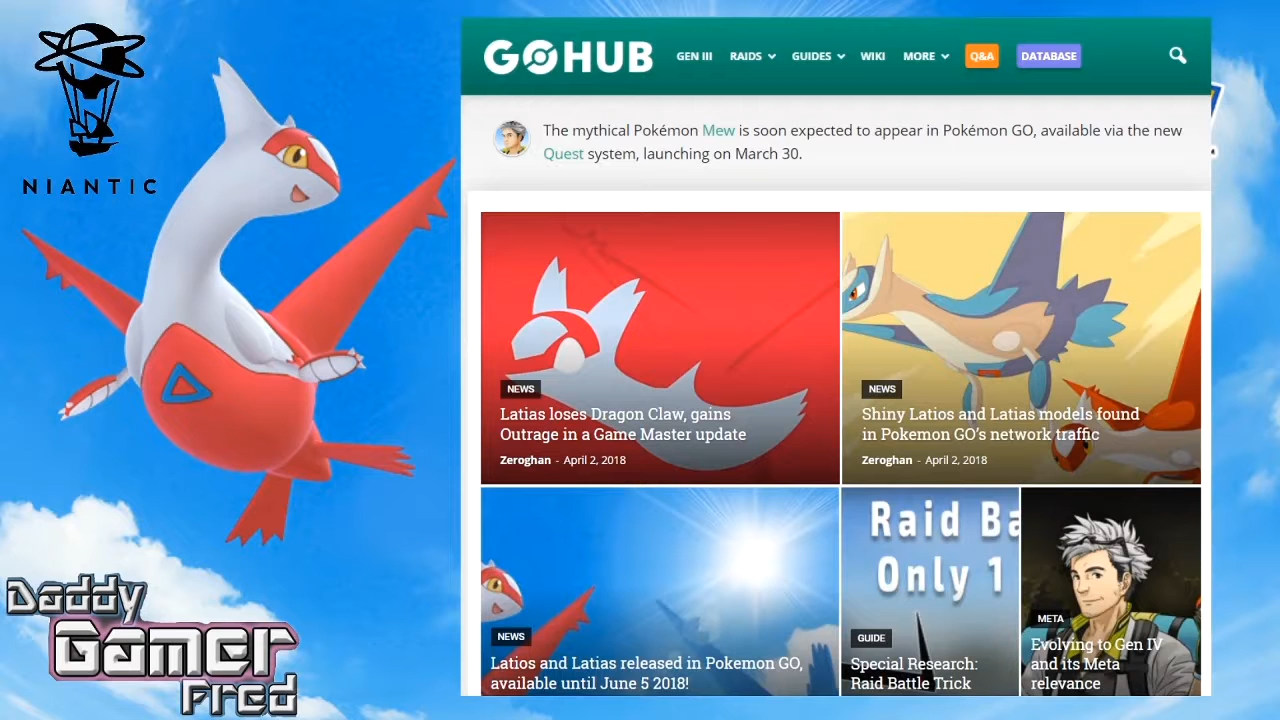 NIANTIC
Daddy
Gamer
Fred
GOHUB
GEN III RAIDS GUIDES WIKI MORE Q&A DATABASE
The mythical Pokémon Mew is soon expected to appear in Pokémon GO, available via the new
Quest system, launching on March 30.
NEWS
Latias loses Dragon Claw, gains
Outrage in a Game Master update
Zeroghan - April 2, 2018
NEWS
Shiny Latios and Latias models found
in Pokemon GO's network traffic
Zeroghan - April 2, 2018
NEWS
Latios and Latias released in Pokemon GO,
available until June 5 2018!
Raid Ba
Only 1
GUIDE
Special Research:
Raid Battle Trick
META
Evolving to Gen IV
and its Meta
relevance